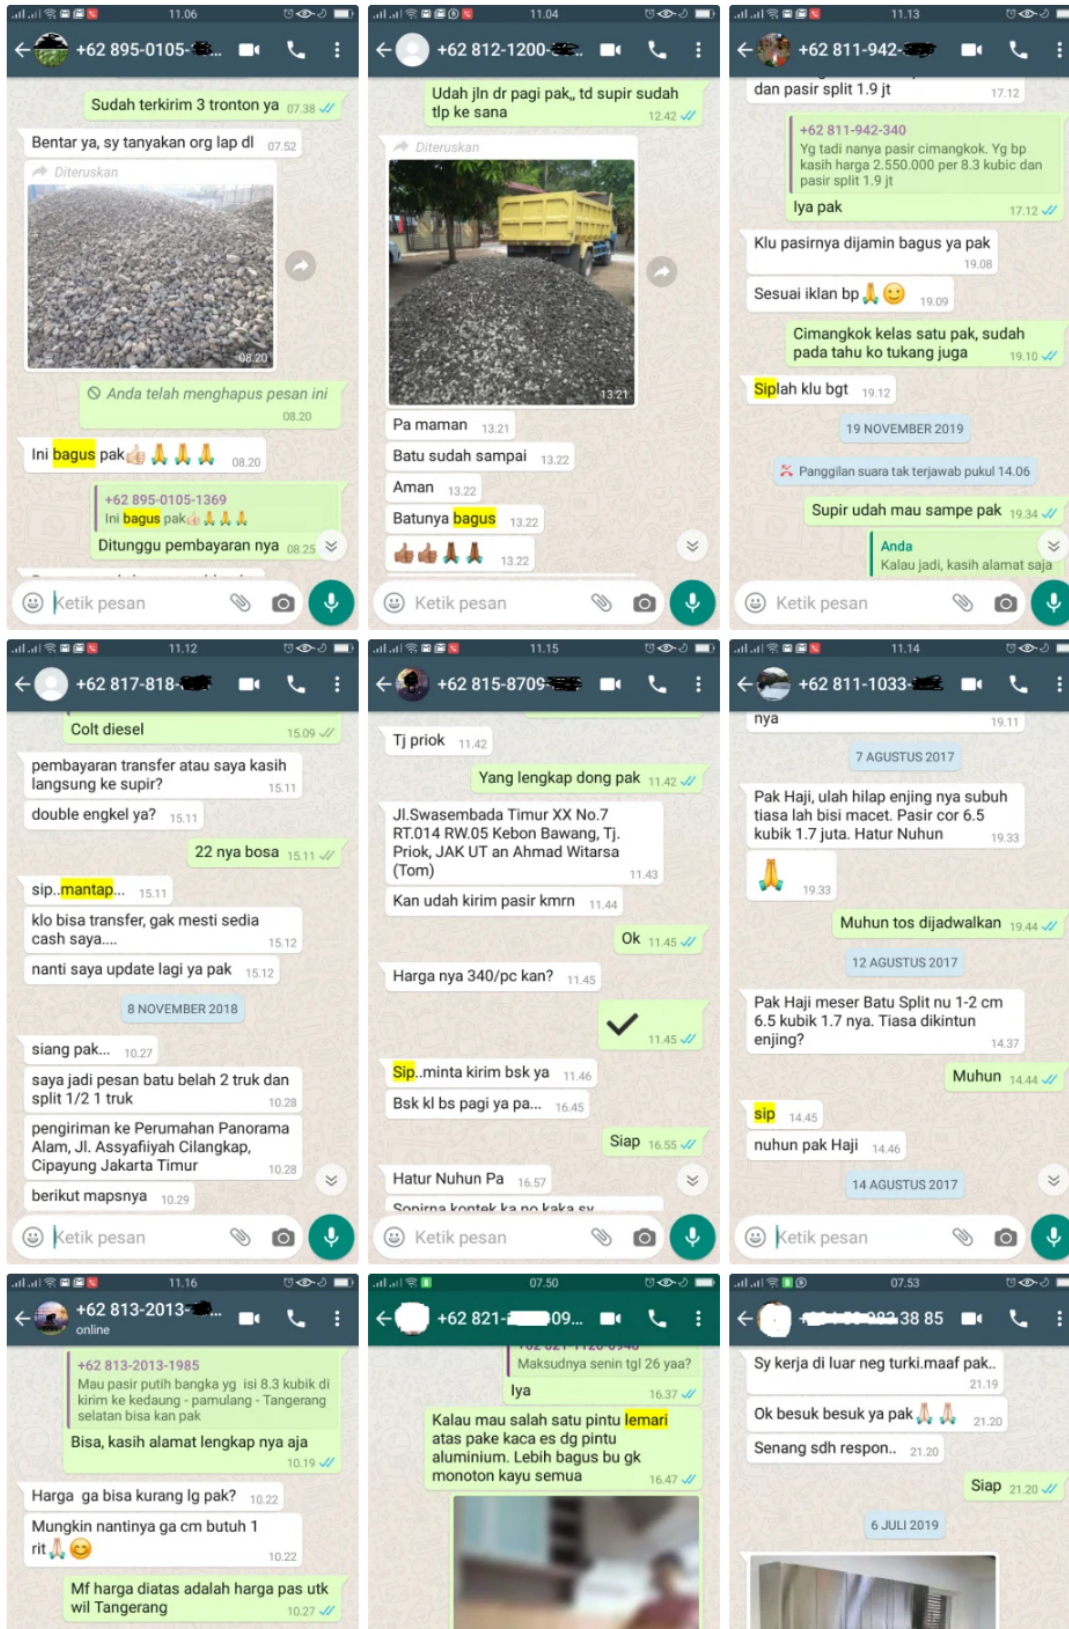 11.06
+62 895-0105-
Sudah terkirim 3 tronton ya 07.38
Bentar ya, sy tanyakan org lap dl 07.52
Diteruskan
08.20
Anda telah menghapus pesan ini
08.20
Ini bagus pak👍🏻🙏🙏🙏 08.20
+62 895-0105-1369
Ini bagus pak👍🏻🙏🙏🙏
Ditunggu pembayaran nya 08.25
Ketik pesan
11.04
+62 812-1200-
Udah jln dr pagi pak,, td supir sudah
tlp ke sana 12.42
Diteruskan
13.21
Pa maman 13.21
Batu sudah sampai 13.22
Aman 13.22
Batunya bagus 13.22
👍🏽👍🏽🙏🏾🙏🏾 13.22
Ketik pesan
11.13
+62 811-942-
dan pasir split 1.9 jt 17.12
+62 811-942-340
Yg tadi nanya pasir cimangkok. Yg bp
kasih harga 2.550.000 per 8.3 kubic dan
pasir split 1.9 jt
Iya pak 17.12
Klu pasirnya dijamin bagus ya pak
19.08
Sesuai iklan bp🙏😊 19.09
Cimangkok kelas satu pak, sudah
pada tahu ko tukang juga 19.10
Siplah klu bgt 19.12
19 NOVEMBER 2019
Panggilan suara tak terjawab pukul 14.06
Supir udah mau sampe pak 19.34
Anda
Kalau jadi, kasih alamat saja
Ketik pesan
11.12
+62 817-818-
Colt diesel 15.09
pembayaran transfer atau saya kasih
langsung ke supir? 15.11
double engkel ya? 15.11
22 nya bosa 15.11
sip..mantap... 15.11
klo bisa transfer, gak mesti sedia
cash saya.... 15.12
nanti saya update lagi ya pak 15.12
8 NOVEMBER 2018
siang pak... 10.27
saya jadi pesan batu belah 2 truk dan
split 1/2 1 truk 10.28
pengiriman ke Perumahan Panorama
Alam, Jl. Assyafiiyah Cilangkap,
Cipayung Jakarta Timur 10.28
berikut mapsnya 10.29
Ketik pesan
11.15
+62 815-8709-
Tj priok 11.42
Yang lengkap dong pak 11.42
Jl.Swasembada Timur XX No.7
RT.014 RW.05 Kebon Bawang, Tj.
Priok, JAK UT an Ahmad Witarsa
(Tom) 11.43
Kan udah kirim pasir kmrn 11.44
Ok 11.45
Harga nya 340/pc kan? 11.45
✔ 11.45
Sip..minta kirim bsk ya 11.46
Bsk kl bs pagi ya pa... 16.45
Siap 16.55
Hatur Nuhun Pa 16.57
Sopirna kontek ka no kaka sy
Ketik pesan
11.14
+62 811-1033-
nya 19.11
7 AGUSTUS 2017
Pak Haji, ulah hilap enjing nya subuh
tiasa lah bisi macet. Pasir cor 6.5
kubik 1.7 juta. Hatur Nuhun 19.33
🙏 19.33
Muhun tos dijadwalkan 19.44
12 AGUSTUS 2017
Pak Haji meser Batu Split nu 1-2 cm
6.5 kubik 1.7 nya. Tiasa dikintun
enjing? 14.37
Muhun 14.44
sip 14.45
nuhun pak Haji 14.46
14 AGUSTUS 2017
Ketik pesan
11.16
+62 813-2013-
online
+62 813-2013-1985
Mau pasir putih bangka yg isi 8.3 kubik di
kirim ke kedaung - pamulang - Tangerang
selatan bisa kan pak
Bisa, kasih alamat lengkap nya aja
10.19
Harga ga bisa kurang lg pak? 10.22
Mungkin nantinya ga cm butuh 1
rit🙏🏻😊 10.22
Mf harga diatas adalah harga pas utk
wil Tangerang 10.27
07.50
+62 821- 09...
Maksudnya senin tgl 26 yaa?
Iya 16.37
Kalau mau salah satu pintu lemari
atas pake kaca es dg pintu
aluminium. Lebih bagus bu gk
monoton kayu semua 16.47
07.53
38 85
Sy kerja di luar neg turki.maaf pak..
21.19
Ok besuk besuk ya pak🙏🏻🙏🏻 21.20
Senang sdh respon.. 21.20
Siap 21.20
6 JULI 2019